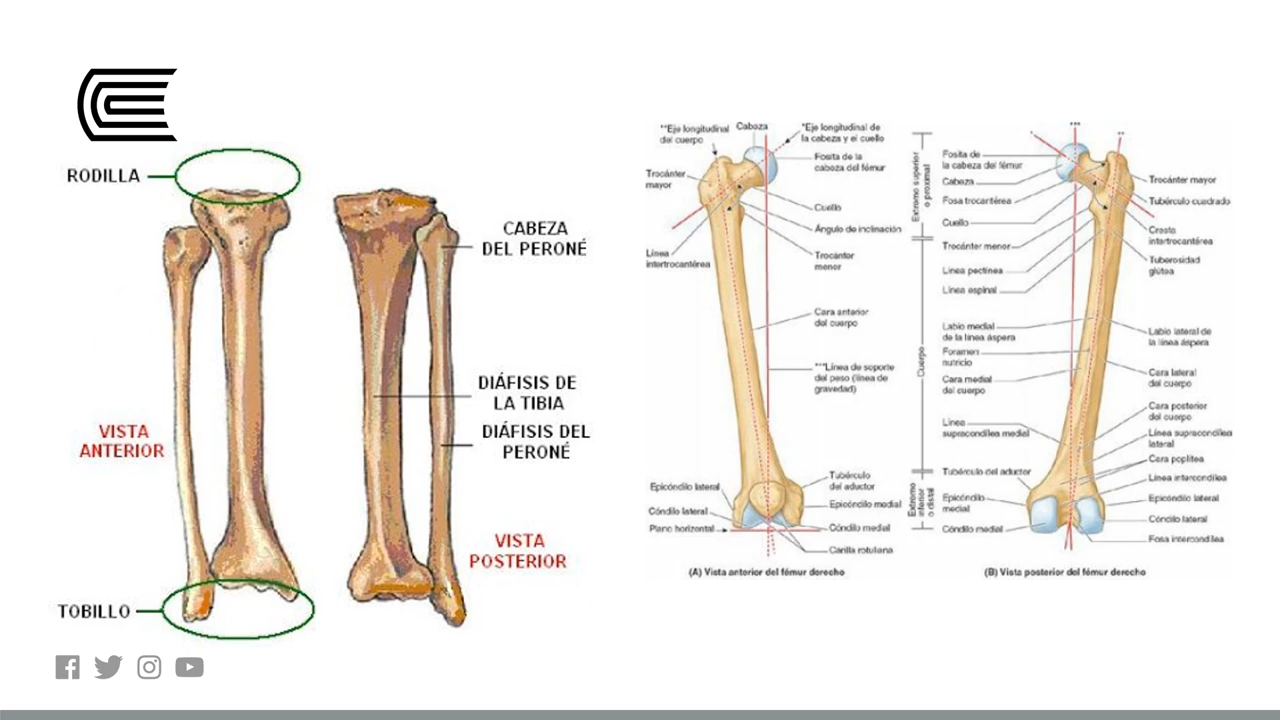 RODILLA
CABEZA
DEL PERONÉ
DIÁFISIS DE
LA TIBIA
DIÁFISIS DEL
PERONÉ
VISTA
ANTERIOR
VISTA
POSTERIOR
TOBILLO
**Eje longitudinal
del cuerpo
Cabeza
*Eje longitudinal de
la cabeza y el cuello
Fosita de la
cabeza del fémur
Trocánter
mayor
Cuello
Ángulo de inclinación
Línea
intertrocantérea
Trocánter
menor
Cara anterior
del cuerpo
***Línea de soporte
del peso (línea de
gravedad)
Tubérculo
del aductor
Epicóndilo lateral
Epicóndilo medial
Cóndilo lateral
Plano horizontal
Cóndilo medial
Carilla rotuliana
(A) Vista anterior del fémur derecho
Extremo superior
o proximal
Cuerpo
Extremo
inferior
o distal
*
***
**
Fosita de
la cabeza del fémur
Cabeza
Fosa trocantérea
Cuello
Trocánter menor
Línea pectínea
Línea espinal
Labio medial
de la línea áspera
Foramen
nutricio
Cara medial
del cuerpo
Línea
supracondílea medial
Tubérculo del aductor
Epicóndilo
medial
Cóndilo medial
Trocánter mayor
Tubérculo cuadrado
Cresta
intertrocantérea
Tuberosidad
glútea
Labio lateral de
la línea áspera
Cara lateral
del cuerpo
Cara posterior
del cuerpo
Línea supracondílea
lateral
Cara poplítea
Línea intercondílea
Epicóndilo lateral
Cóndilo lateral
Fosa intercondílea
(B) Vista posterior del fémur derecho